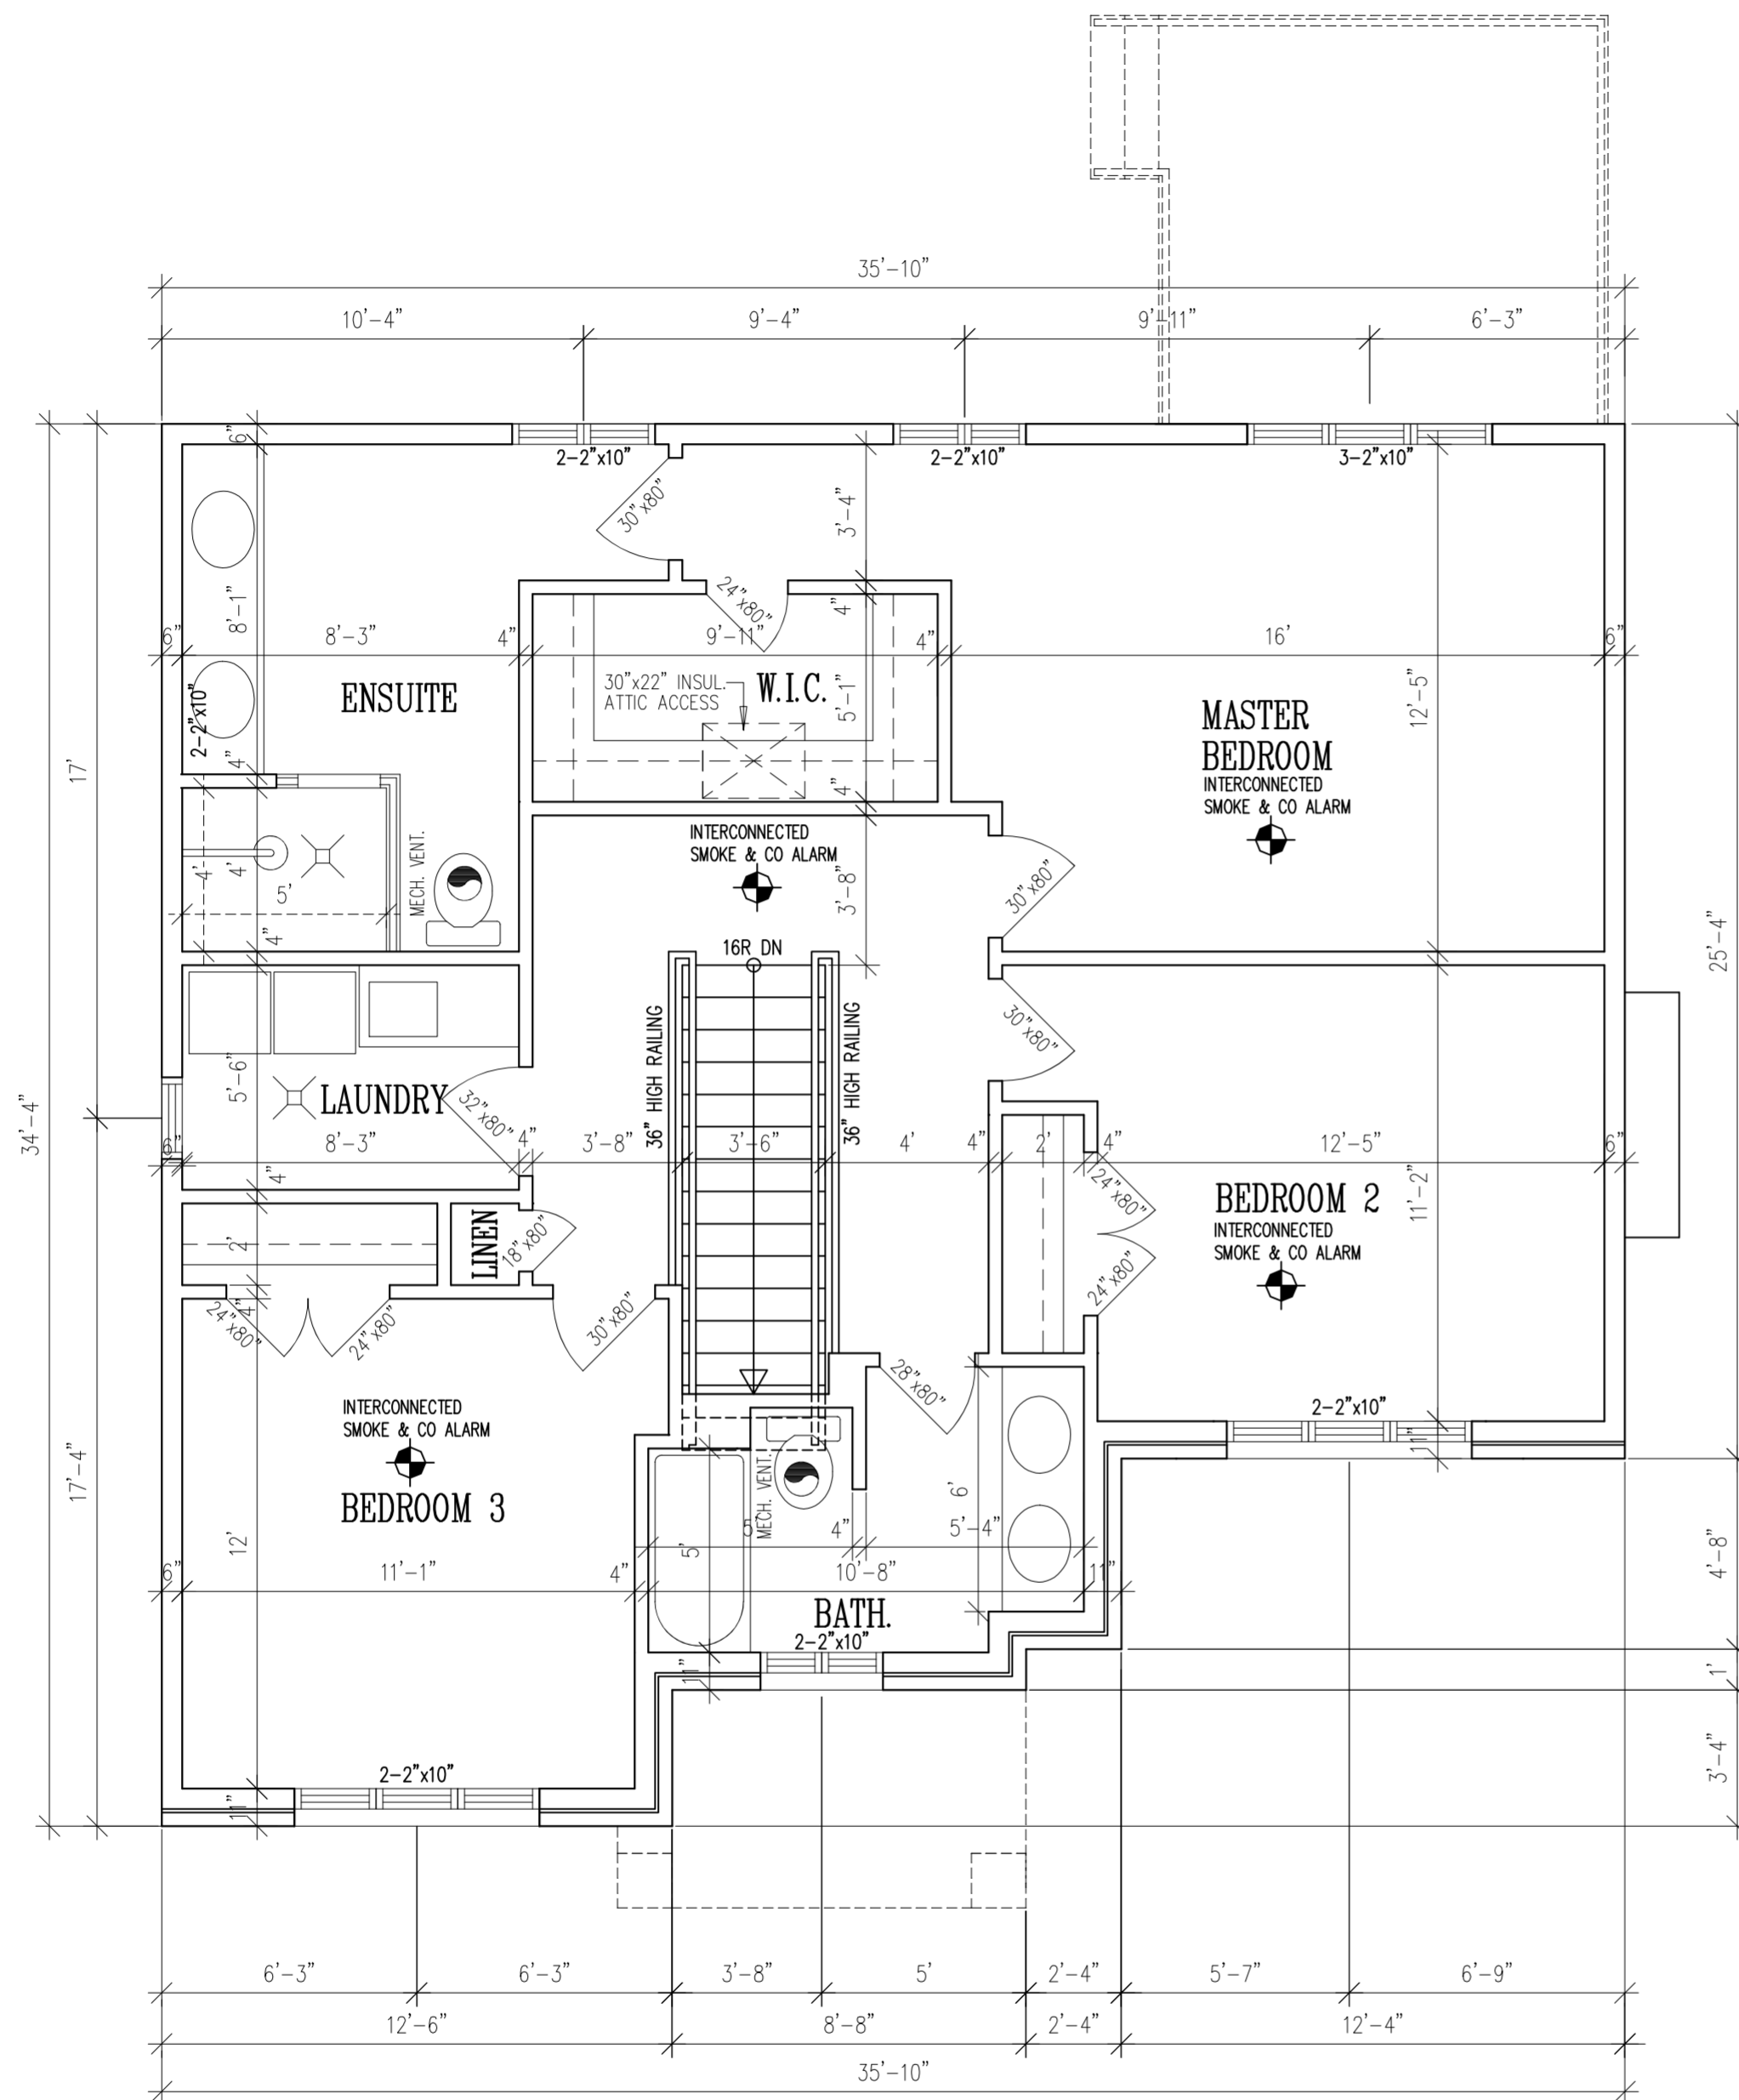 35'-10"
10'-4" 9'-4" 9'-11" 6'-3"
6" 2-2"x10" 2-2"x10" 3-2"x10"
30"x80" 3'-4"
24"x80" 4"
8'-1"
6" 8'-3" 4" 9'-11" 4" 16' 6"
2-2"x10" ENSUITE
30"x22" INSUL.
ATTIC ACCESS
W.I.C. 5'-1"
12'-5"
MASTER
BEDROOM
INTERCONNECTED
SMOKE & CO ALARM
17'
4" 4"
INTERCONNECTED
SMOKE & CO ALARM
4' 4' 5' MECH. VENT. 3'-8" 30"x80"
4" 16R DN
25'-4"
36" HIGH RAILING 36" HIGH RAILING
30"x80"
5'-6" LAUNDRY 32"x80"
34'-4"
6" 8'-3" 4" 3'-8" 3'-6" 4' 4" 2' 4" 12'-5" 6"
4" 24"x80"
11'-2" BEDROOM 2
INTERCONNECTED
SMOKE & CO ALARM
2' LINEN 18"x80"
24"x80"
4" 24"x80" 24"x80" 30"x80"
28"x80"
INTERCONNECTED
SMOKE & CO ALARM
BEDROOM 3
2-2"x10"
11"
17'-4"
MECH. VENT. 6'
12' 5' 5' 4" 5'-4"
4'-8"
6" 11'-1" 4" 10'-8" 11"
BATH.
2-2"x10"
11" 1'
3'-4"
2-2"x10"
11"
6'-3" 6'-3" 3'-8" 5' 2'-4" 5'-7" 6'-9"
12'-6" 8'-8" 2'-4" 12'-4"
35'-10"